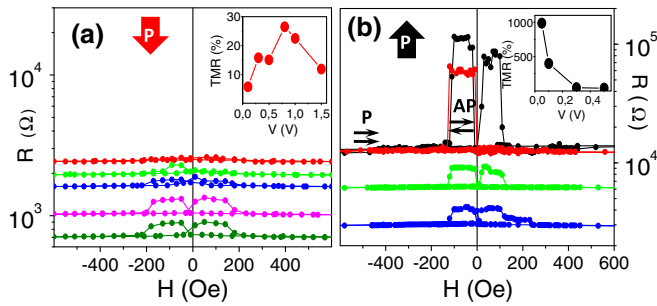 (a)
P
TMR (%)
30
20
10
0,0
0,5
1,0
1,5
V (V)
R (Ω)
10⁴
10³
-400
-200
0
200
400
H (Oe)
(b)
P
TMR (%)
1000
500
0
0,0
0,2
0,4
V (V)
P
AP
R (Ω)
10⁵
10⁴
-400
-200
0
200
400
600
H (Oe)